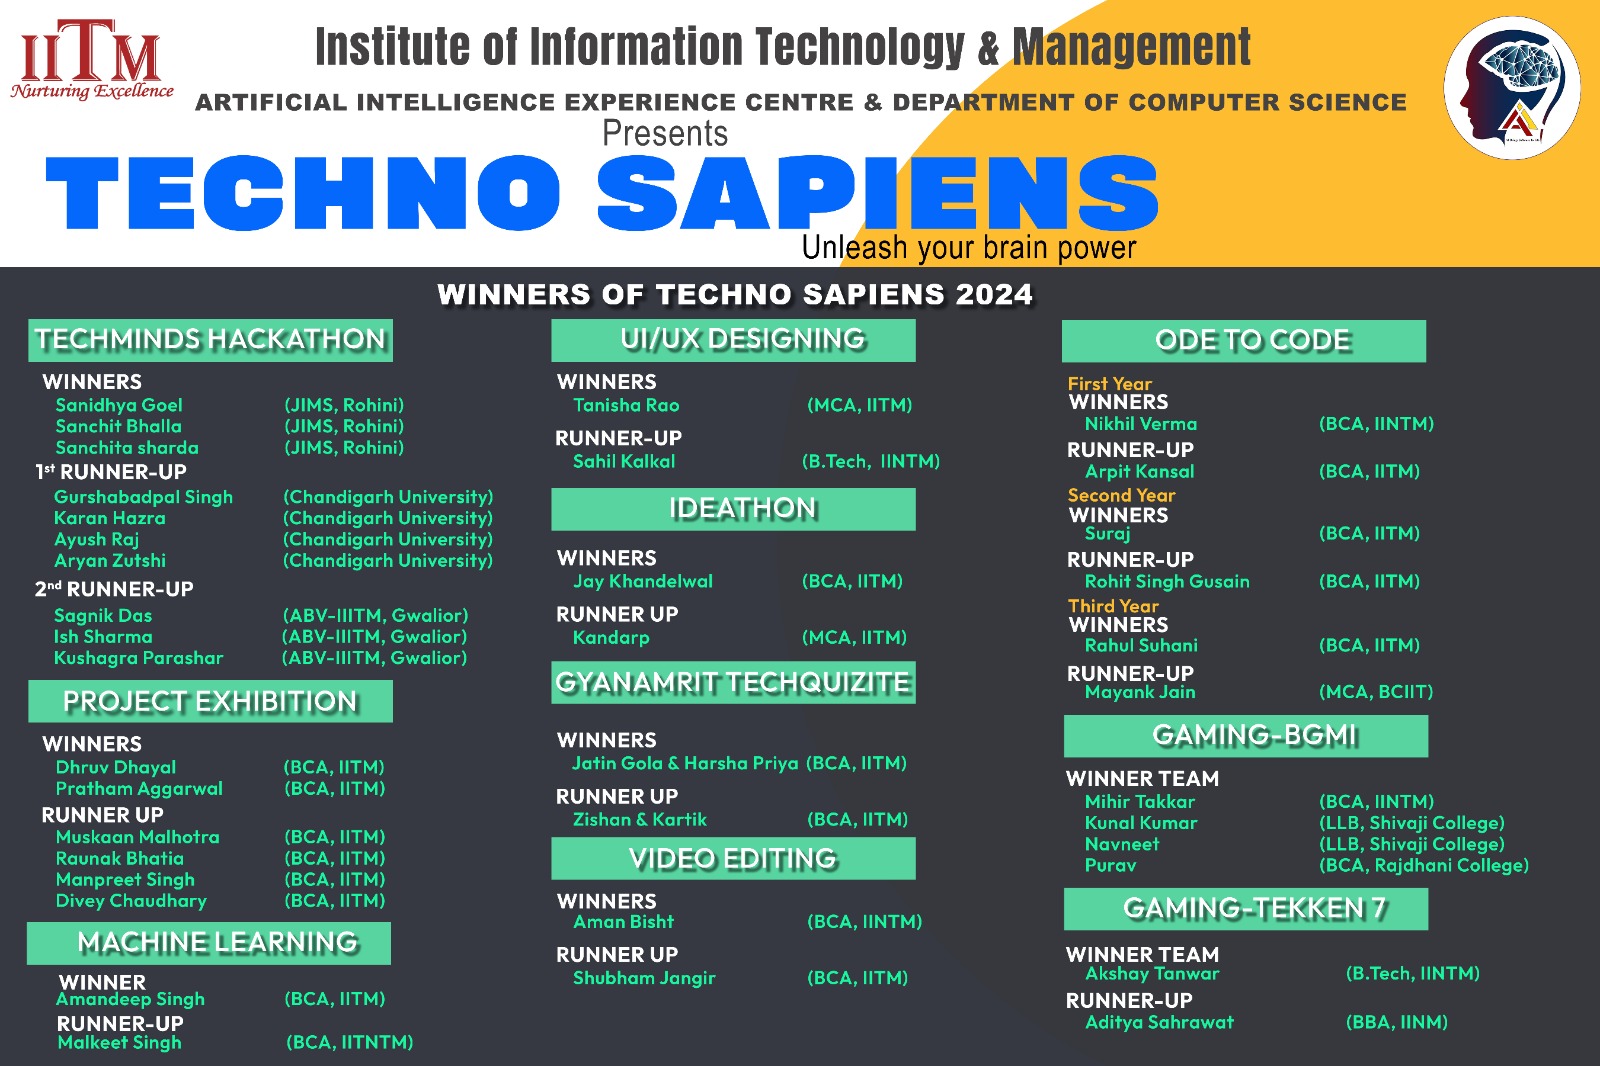 IITM
Nurturing Excellence
Institute of Information Technology & Management
ARTIFICIAL INTELLIGENCE EXPERIENCE CENTRE & DEPARTMENT OF COMPUTER SCIENCE
Presents
TECHNO SAPIENS
Unleash your brain power
WINNERS OF TECHNO SAPIENS 2024
TECHMINDS HACKATHON
WINNERS
Sanidhya Goel (JIMS, Rohini)
Sanchit Bhalla (JIMS, Rohini)
Sanchita sharda (JIMS, Rohini)
1st RUNNER-UP
Gurshabadpal Singh (Chandigarh University)
Karan Hazra (Chandigarh University)
Ayush Raj (Chandigarh University)
Aryan Zutshi (Chandigarh University)
2nd RUNNER-UP
Sagnik Das (ABV-IIITM, Gwalior)
Ish Sharma (ABV-IIITM, Gwalior)
Kushagra Parashar (ABV-IIITM, Gwalior)
PROJECT EXHIBITION
WINNERS
Dhruv Dhayal (BCA, IITM)
Pratham Aggarwal (BCA, IITM)
RUNNER UP
Muskaan Malhotra (BCA, IITM)
Raunak Bhatia (BCA, IITM)
Manpreet Singh (BCA, IITM)
Divey Chaudhary (BCA, IITM)
MACHINE LEARNING
WINNER
Amandeep Singh (BCA, IITM)
RUNNER-UP
Malkeet Singh (BCA, IITNTM)
UI/UX DESIGNING
WINNERS
Tanisha Rao (MCA, IITM)
RUNNER-UP
Sahil Kalkal (B.Tech, IINTM)
IDEATHON
WINNERS
Jay Khandelwal (BCA, IITM)
RUNNER UP
Kandarp (MCA, IITM)
GYANAMRIT TECHQUIZITE
WINNERS
Jatin Gola & Harsha Priya (BCA, IITM)
RUNNER UP
Zishan & Kartik (BCA, IITM)
VIDEO EDITING
WINNERS
Aman Bisht (BCA, IINTM)
RUNNER UP
Shubham Jangir (BCA, IITM)
ODE TO CODE
First Year
WINNERS
Nikhil Verma (BCA, IINTM)
RUNNER-UP
Arpit Kansal (BCA, IITM)
Second Year
WINNERS
Suraj (BCA, IITM)
RUNNER-UP
Rohit Singh Gusain (BCA, IITM)
Third Year
WINNERS
Rahul Suhani (BCA, IITM)
RUNNER-UP
Mayank Jain (MCA, BCIIT)
GAMING-BGMI
WINNER TEAM
Mihir Takkar (BCA, IINTM)
Kunal Kumar (LLB, Shivaji College)
Navneet (LLB, Shivaji College)
Purav (BCA, Rajdhani College)
GAMING-TEKKEN 7
WINNER TEAM
Akshay Tanwar (B.Tech, IINTM)
RUNNER-UP
Aditya Sahrawat (BBA, IINM)